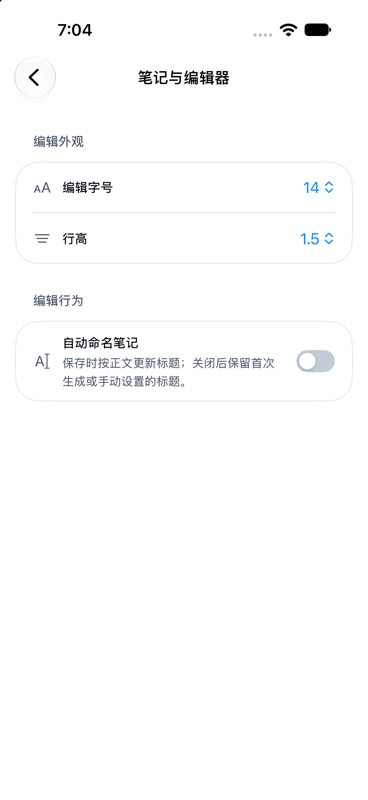 7:04
笔记与编辑器
编辑外观
AA 编辑字号 14
行高 1.5
编辑行为
自动命名笔记
保存时按正文更新标题；关闭后保留首次
生成或手动设置的标题。